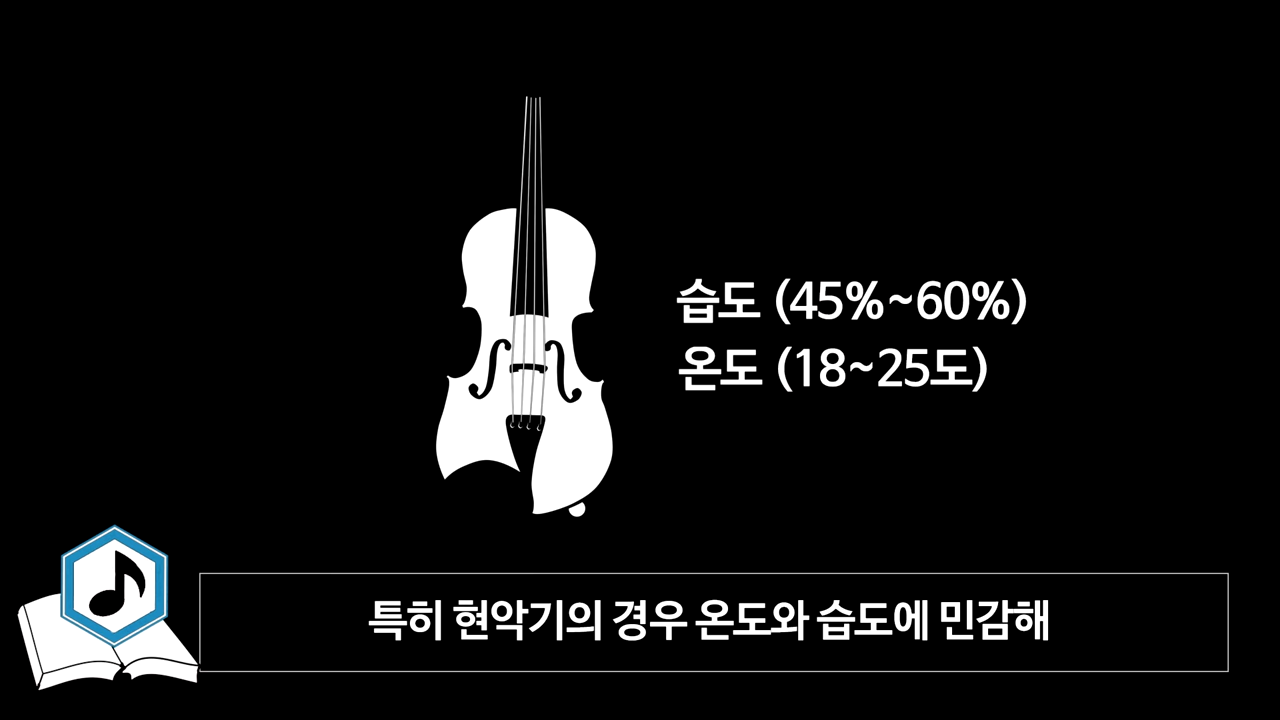 습도 (45%~60%)
온도 (18~25도)
특히 현악기의 경우 온도와 습도에 민감해